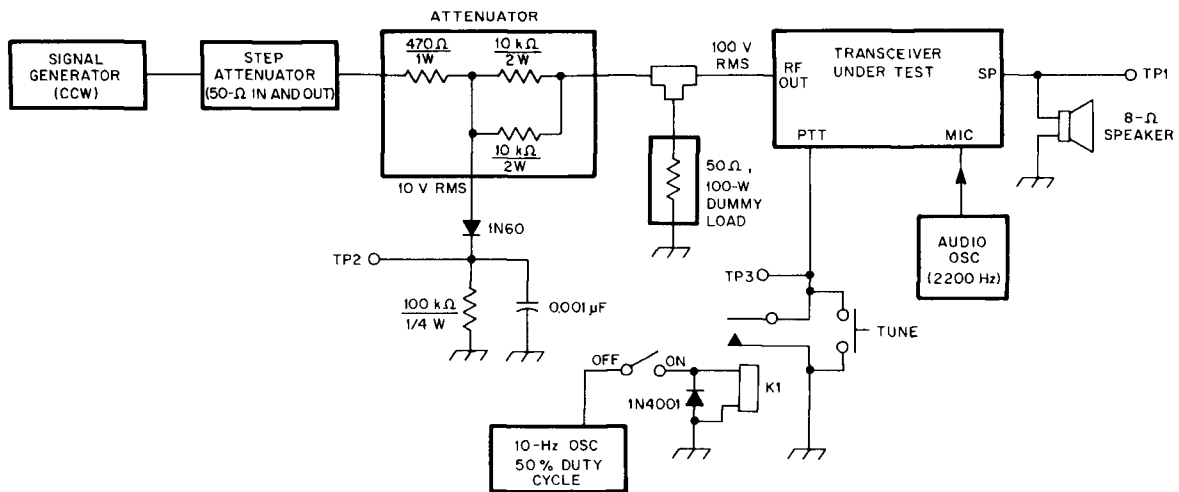 ATTENUATOR
SIGNAL
GENERATOR
(CCW)
STEP
ATTENUATOR
(50-Ω IN AND OUT)
470Ω
1W
10 kΩ
2W
10 kΩ
2W
10 V RMS
100 V
RMS
RF
OUT
TRANSCEIVER
UNDER TEST
SP
PTT
MIC
TP1
8-Ω
SPEAKER
50Ω,
100-W
DUMMY
LOAD
1N60
TP2
100 kΩ
1/4 W
0.001 µF
AUDIO
OSC
(2200 Hz)
TP3
TUNE
OFF
ON
K1
1N4001
10-Hz OSC
50% DUTY
CYCLE